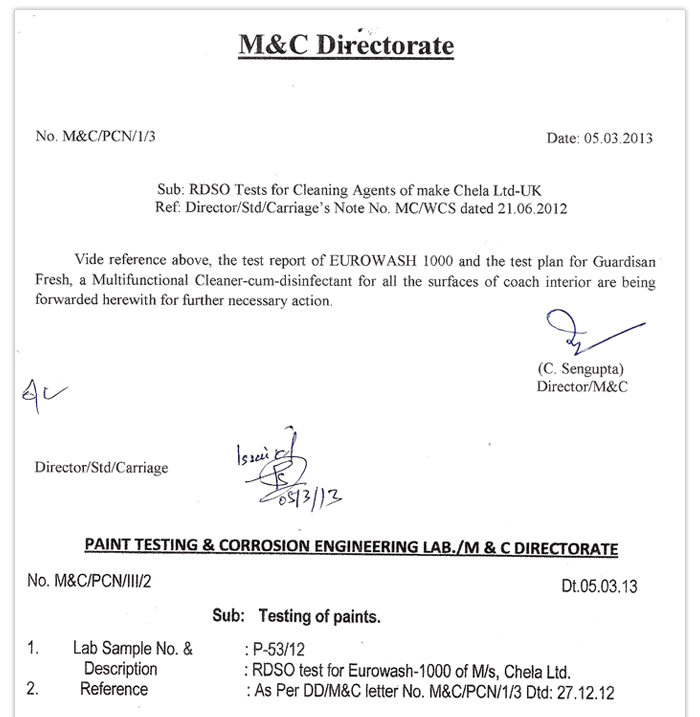 M&C Directorate
No. M&C/PCN/1/3 Date: 05.03.2013
Sub: RDSO Tests for Cleaning Agents of make Chela Ltd-UK
Ref: Director/Std/Carriage's Note No. MC/WCS dated 21.06.2012
Vide reference above, the test report of EUROWASH 1000 and the test plan for Guardisan
Fresh, a Multifunctional Cleaner-cum-disinfectant for all the surfaces of coach interior are being
forwarded herewith for further necessary action.
(C. Sengupta)
Director/M&C
Director/Std/Carriage
05/3/13
PAINT TESTING & CORROSION ENGINEERING LAB./M & C DIRECTORATE
No. M&C/PCN/III/2 Dt.05.03.13
Sub: Testing of paints.
1. Lab Sample No. & : P-53/12
Description : RDSO test for Eurowash-1000 of M/s, Chela Ltd.
2. Reference : As Per DD/M&C letter No. M&C/PCN/1/3 Dtd: 27.12.12